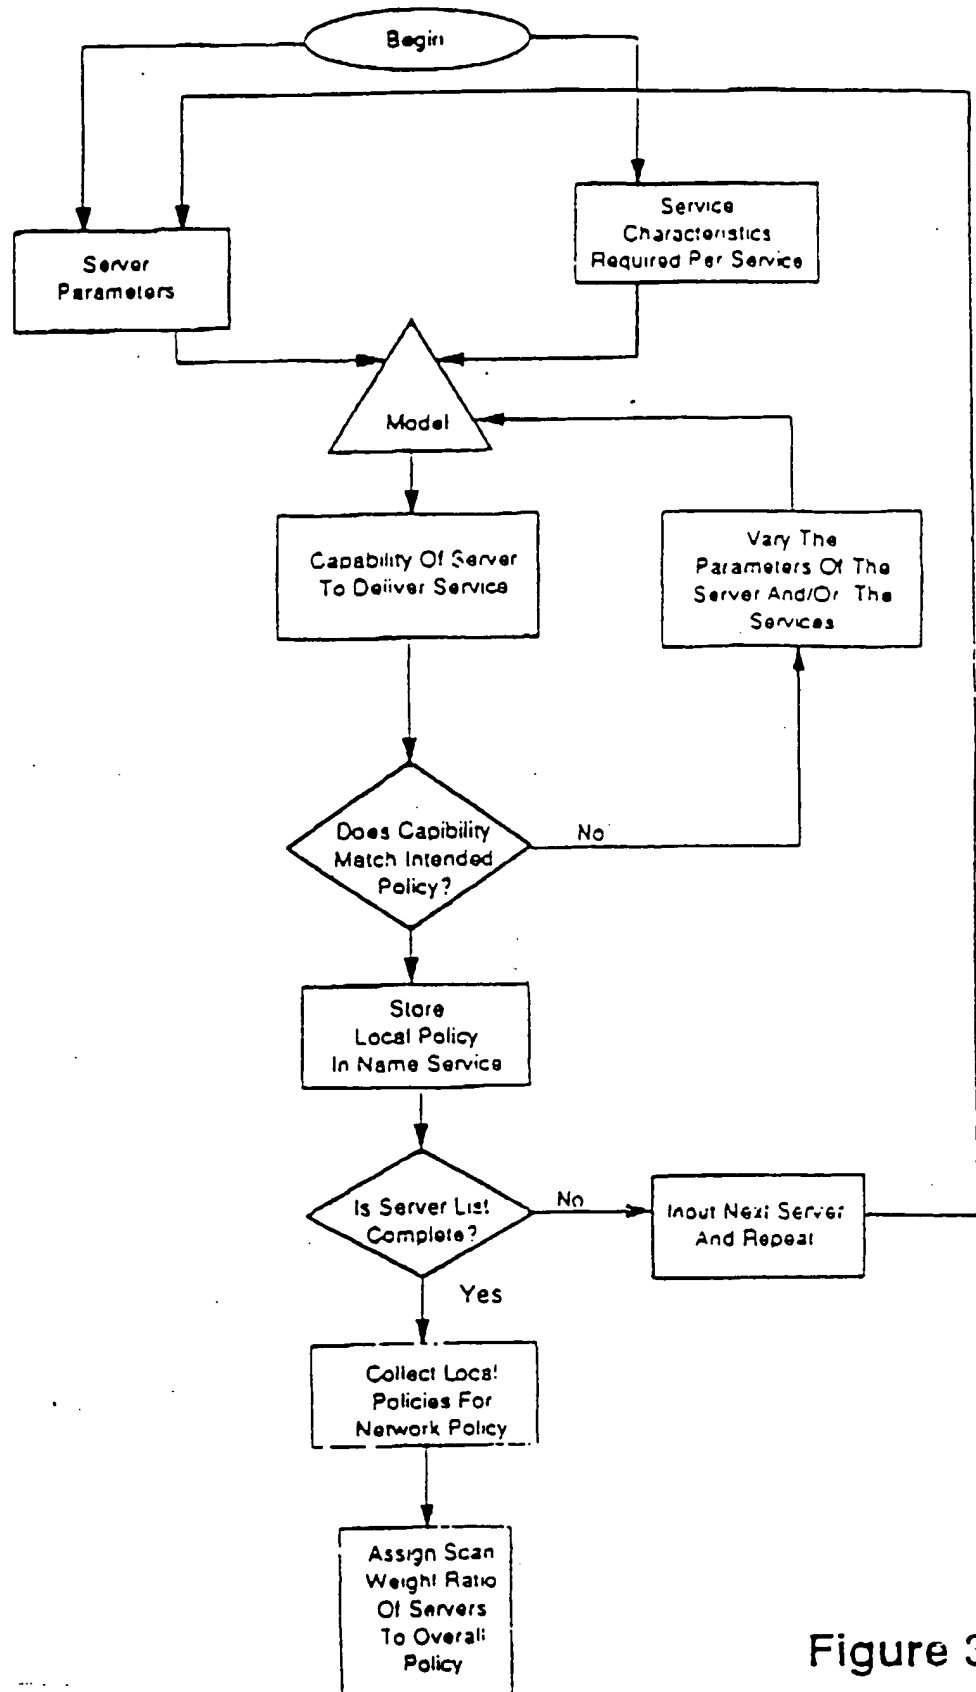 Begin
Server
Parameters
Service
Characteristics
Required Per Service
Model
Capability Of Server
To Deliver Service
Vary The
Parameters Of The
Server And/Or The
Services
Does Capibility
Match Intended
Policy?
No
Store
Local Policy
In Name Service
Is Server List
Complete?
No
Input Next Server
And Repeat
Yes
Collect Local
Policies For
Network Policy
Assign Scan
Weight Ratio
Of Servers
To Overall
Policy
Figure 3